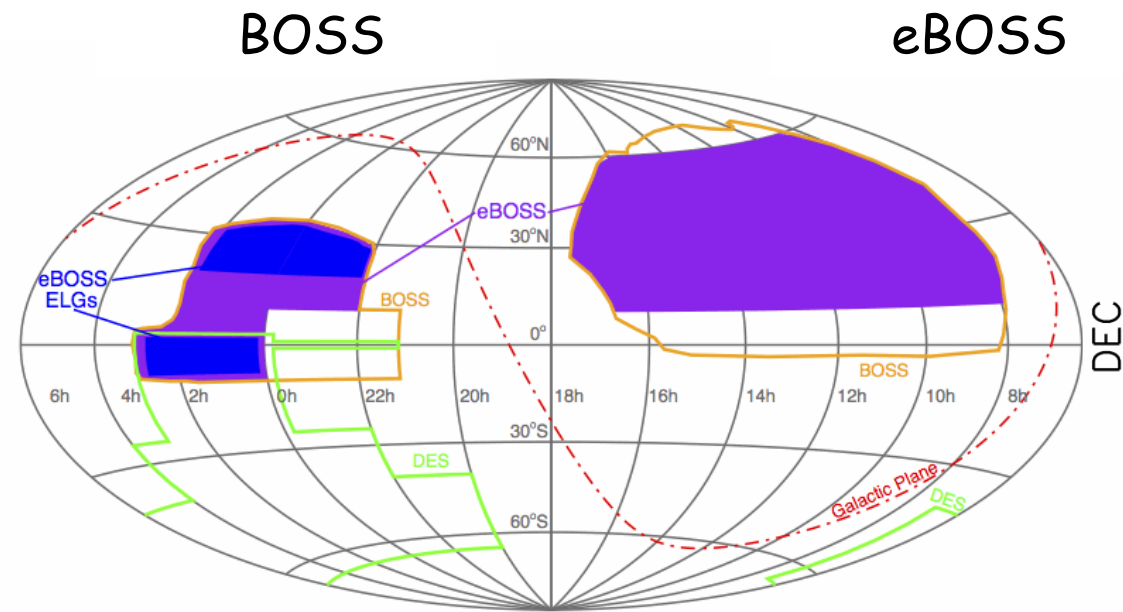 BOSS
eBOSS
60°N
eBOSS
30°N
eBOSS
ELGs
BOSS
0°
DEC
BOSS
6h
4h
2h
0h
22h
20h
18h
16h
14h
12h
10h
8h
30°S
DES
Galactic Plane
DES
60°S